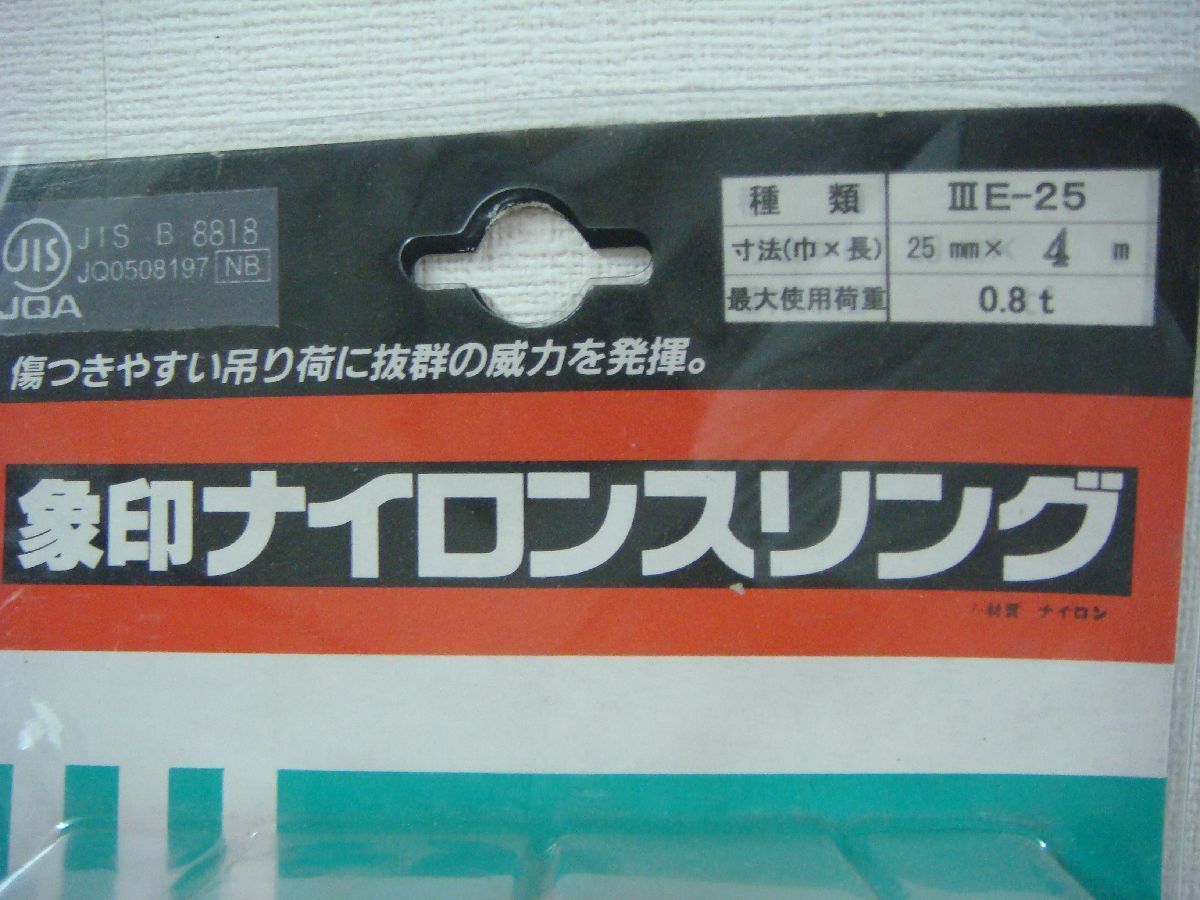 JIS
JQA
JIS B 8818
JQ0508197 NB
種類 ⅢE-25
寸法(巾×長) 25 mm× 4 m
最大使用荷重 0.8t
傷つきやすい吊り荷に抜群の威力を発揮。
象印ナイロンスリング
材質 ナイロン